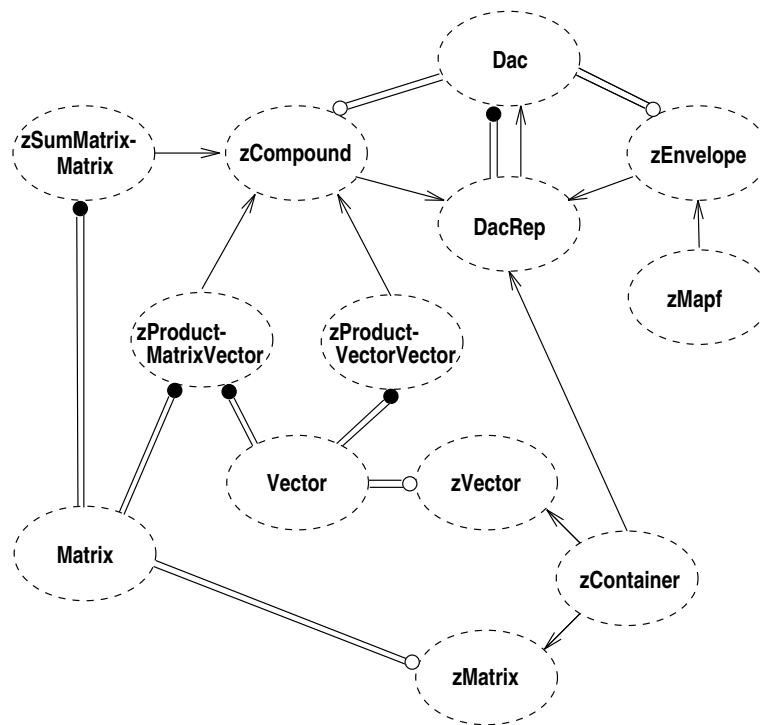 Dac
zSumMatrix-
Matrix
zCompound
zEnvelope
DacRep
zMapf
zProduct-
MatrixVector
zProduct-
VectorVector
Vector
zVector
Matrix
zContainer
zMatrix